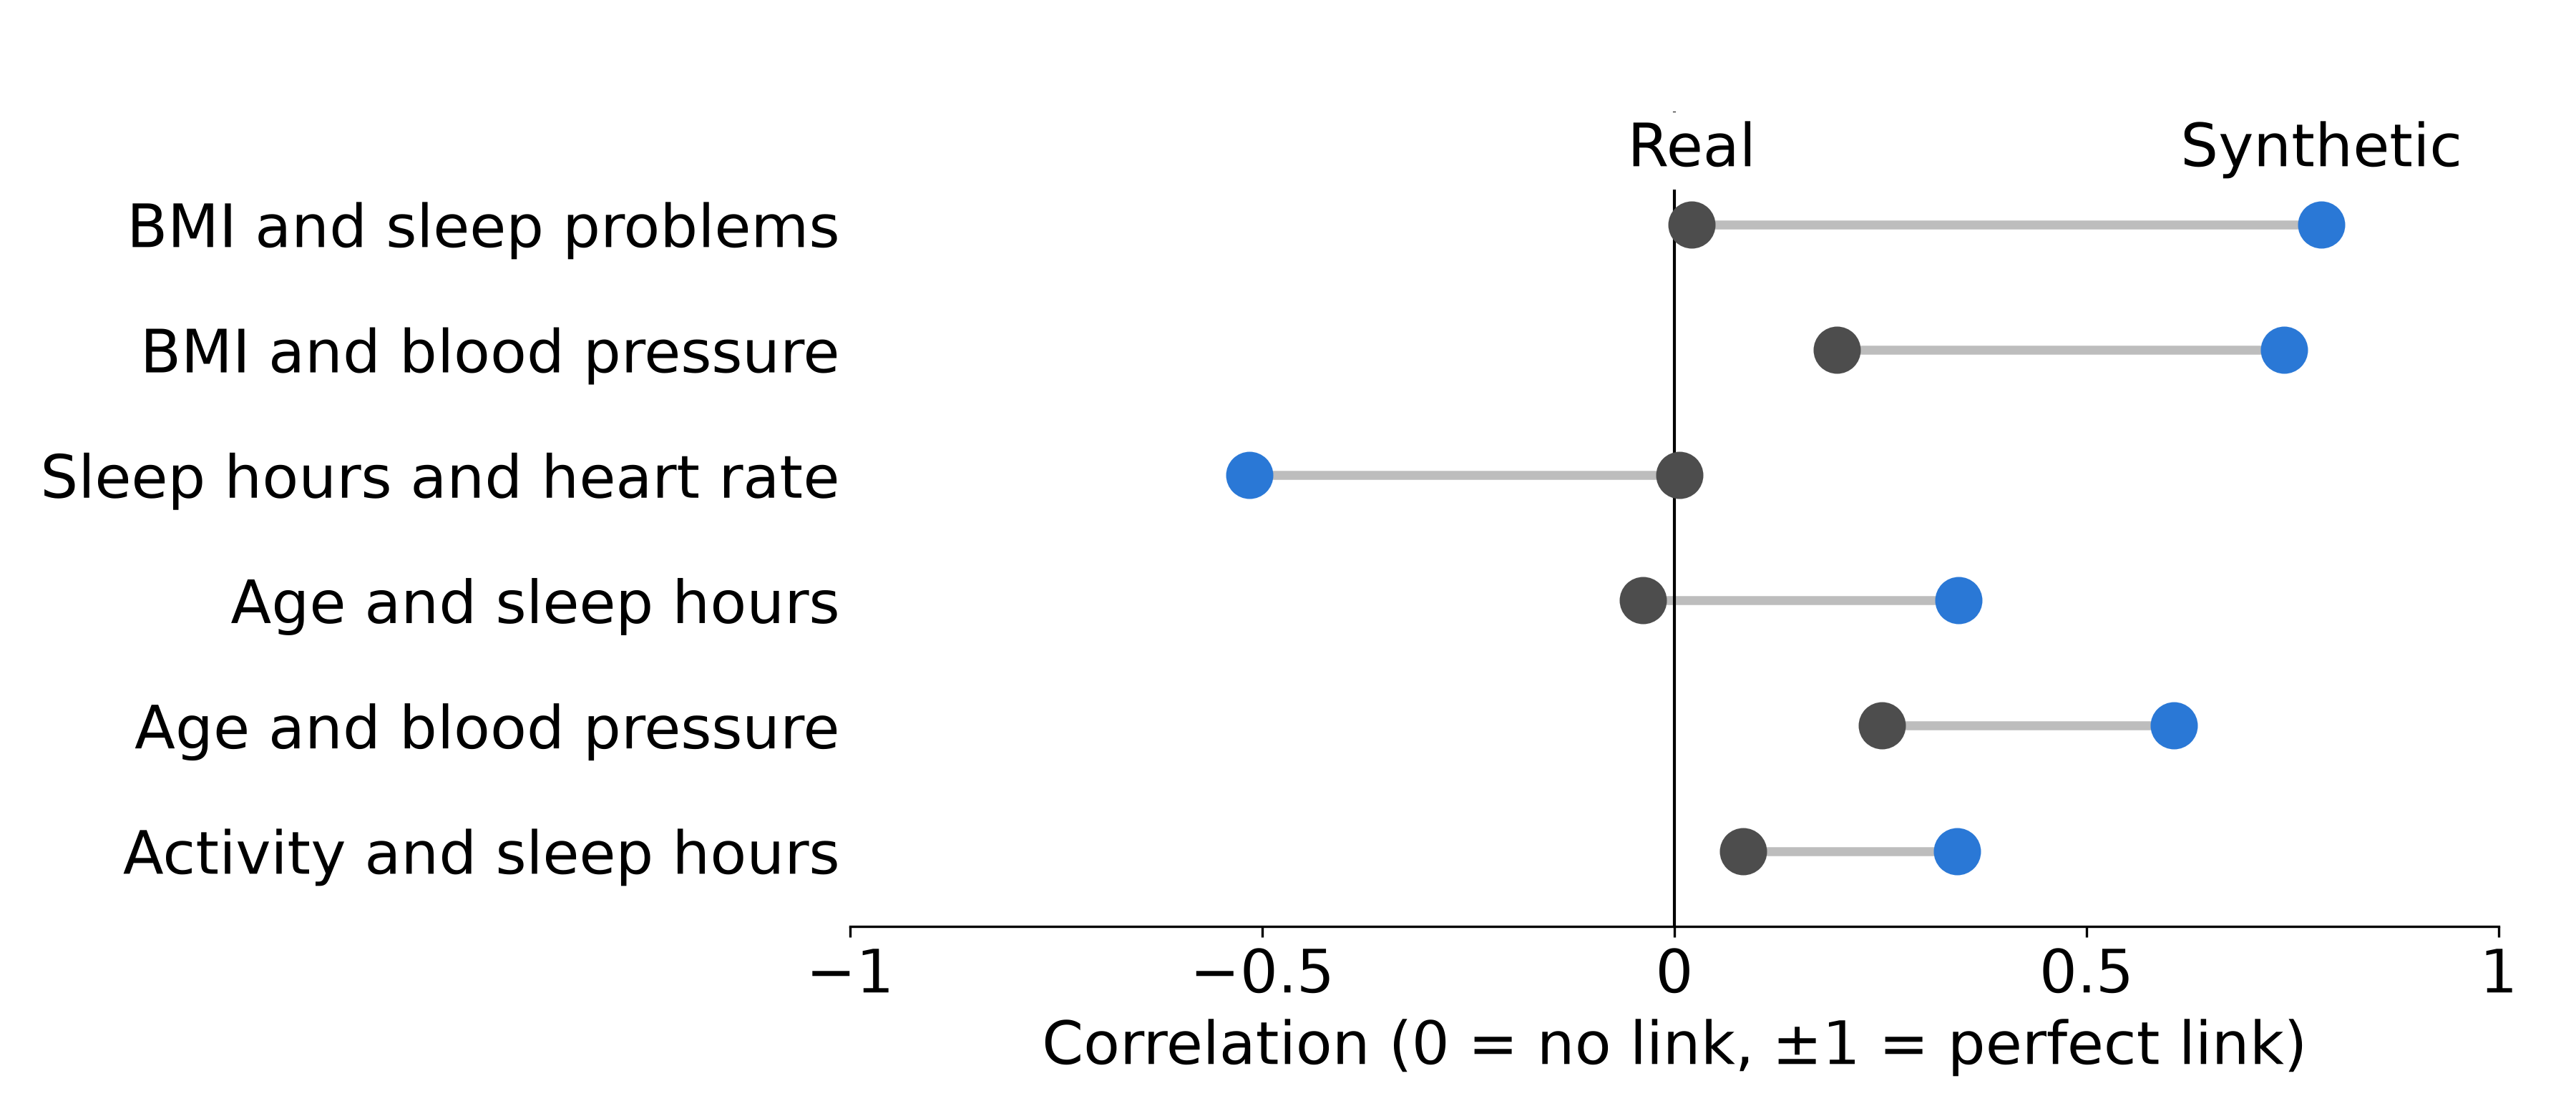 Real Synthetic
BMI and sleep problems
BMI and blood pressure
Sleep hours and heart rate
Age and sleep hours
Age and blood pressure
Activity and sleep hours
−1 −0.5 0 0.5 1
Correlation (0 = no link, ±1 = perfect link)